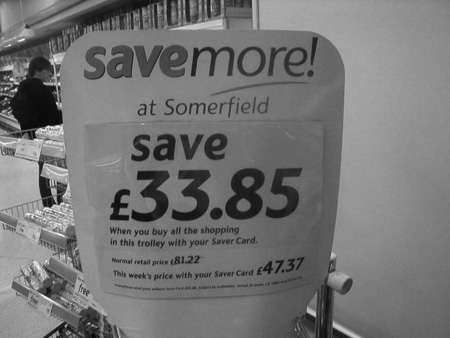 savemore!
at Somerfield
save
£33.85
When you buy all the shopping
in this trolley with your Saver Card.
Normal retail price £81.22
This week's price with your Saver Card £47.37
free